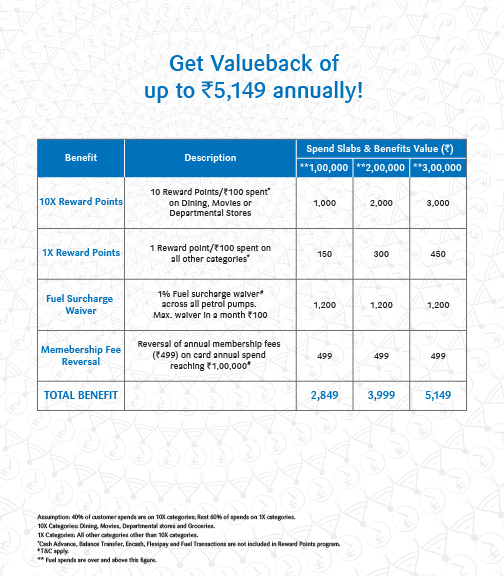 Get Valueback of
up to ₹5,149 annually!
Benefit Description Spend Slabs & Benefits Value (₹)
**1,00,000 **2,00,000 **3,00,000
10X Reward Points
10 Reward Points/₹100 spent*
on Dining, Movies or
Departmental Stores
1,000 2,000 3,000
1X Reward Points
1 Reward point/₹100 spent on
all other categories*
150 300 450
Fuel Surcharge
Waiver
1% Fuel surcharge waiver#
across all petrol pumps.
Max. waiver in a month ₹100
1,200 1,200 1,200
Memebership Fee
Reversal
Reversal of annual membership fees
(₹499) on card annual spend
reaching ₹1,00,000#
499 499 499
TOTAL BENEFIT 2,849 3,999 5,149
Assumption: 40% of customer spends are on 10X categories; Rest 60% of spends on 1X categories.
10X Categories: Dining, Movies, Departmental stores and Groceries.
1X Categories: All other categories other than 10X categories.
*Cash Advance, Balance Transfer, Encash, Flexipay and Fuel Transactions are not included in Reward Points program.
#T&C apply.
** Fuel spends are over and above this figure.